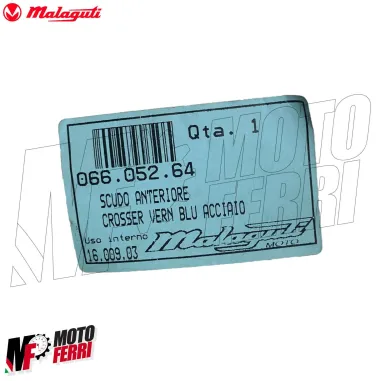 Malaguti
Qta. 1
066.052.64
SCUDO ANTERIORE
CROSSER VERN BLU ACCIAIO
Uso interno
Malaguti
MOTO
16.009.03
MOTO
FERRI
MF MOTO
FERRI